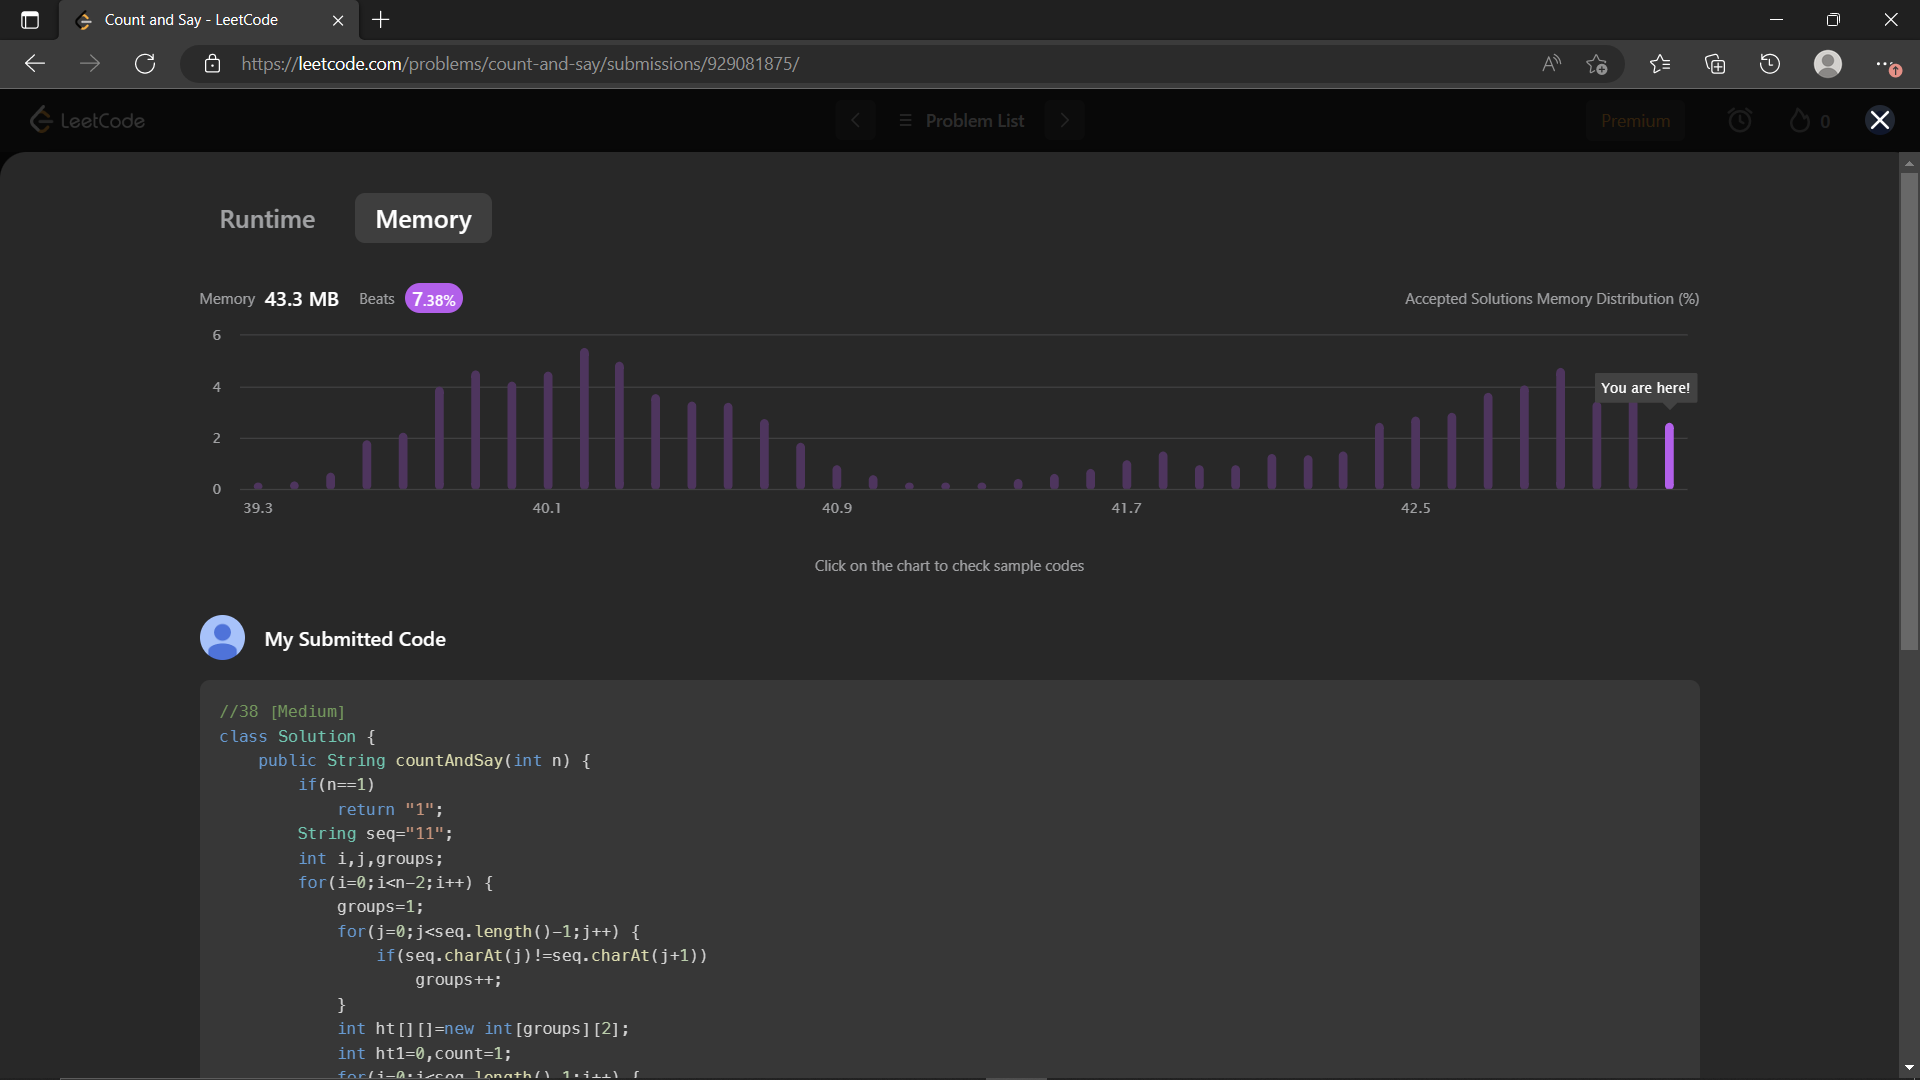 Count and Say - LeetCode
https://leetcode.com/problems/count-and-say/submissions/929081875/
LeetCode
Problem List
Premium
0
Runtime
Memory
Memory 43.3 MB Beats 7.38%
Accepted Solutions Memory Distribution (%)
6
4
2
0
You are here!
39.3 40.1 40.9 41.7 42.5
Click on the chart to check sample codes
My Submitted Code
//38 [Medium]
class Solution {
    public String countAndSay(int n) {
        if(n==1)
            return "1";
        String seq="11";
        int i,j,groups;
        for(i=0;i<n-2;i++) {
            groups=1;
            for(j=0;j<seq.length()-1;j++) {
                if(seq.charAt(j)!=seq.charAt(j+1))
                    groups++;
            }
            int ht[][]=new int[groups][2];
            int ht1=0,count=1;